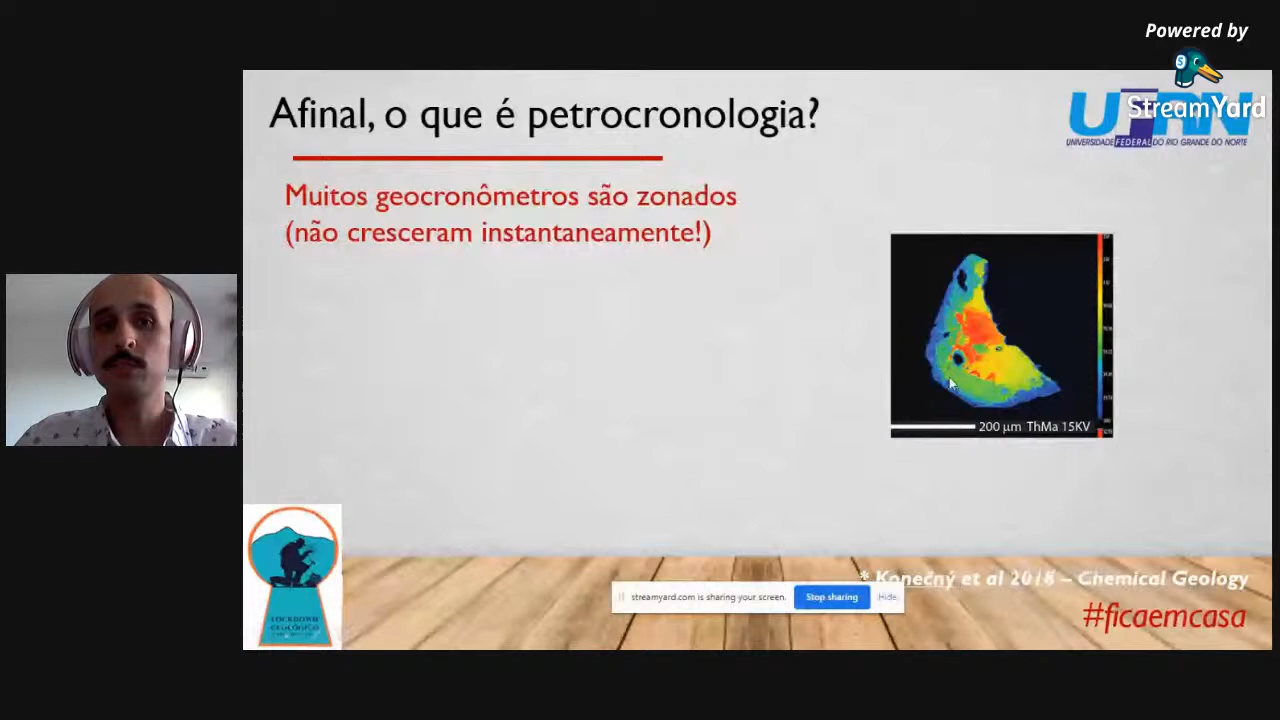 Powered by
StreamYard
Afinal, o que é petrocronologia?
UFRN
UNIVERSIDADE FEDERAL DO RIO GRANDE DO NORTE
Muitos geocronômetros são zonados
(não cresceram instantaneamente!)
200 µm ThMa 15KV
* Konečný et al 2018 – Chemical Geology
streamyard.com is sharing your screen.
Stop sharing
Hide
#ficaemcasa
LOCKDOWN
GEOLÓGICO